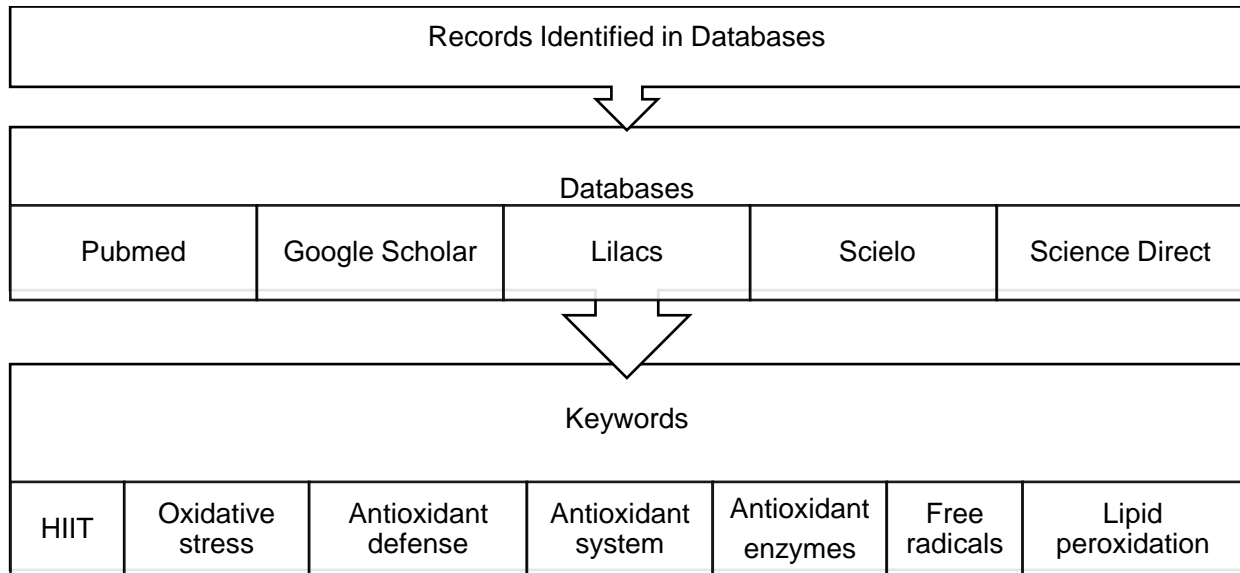 Records Identified in Databases
Databases
Pubmed
Google Scholar
Lilacs
Scielo
Science Direct
Keywords
HIIT
Oxidative
stress
Antioxidant
defense
Antioxidant
system
Antioxidant
enzymes
Free
radicals
Lipid
peroxidation